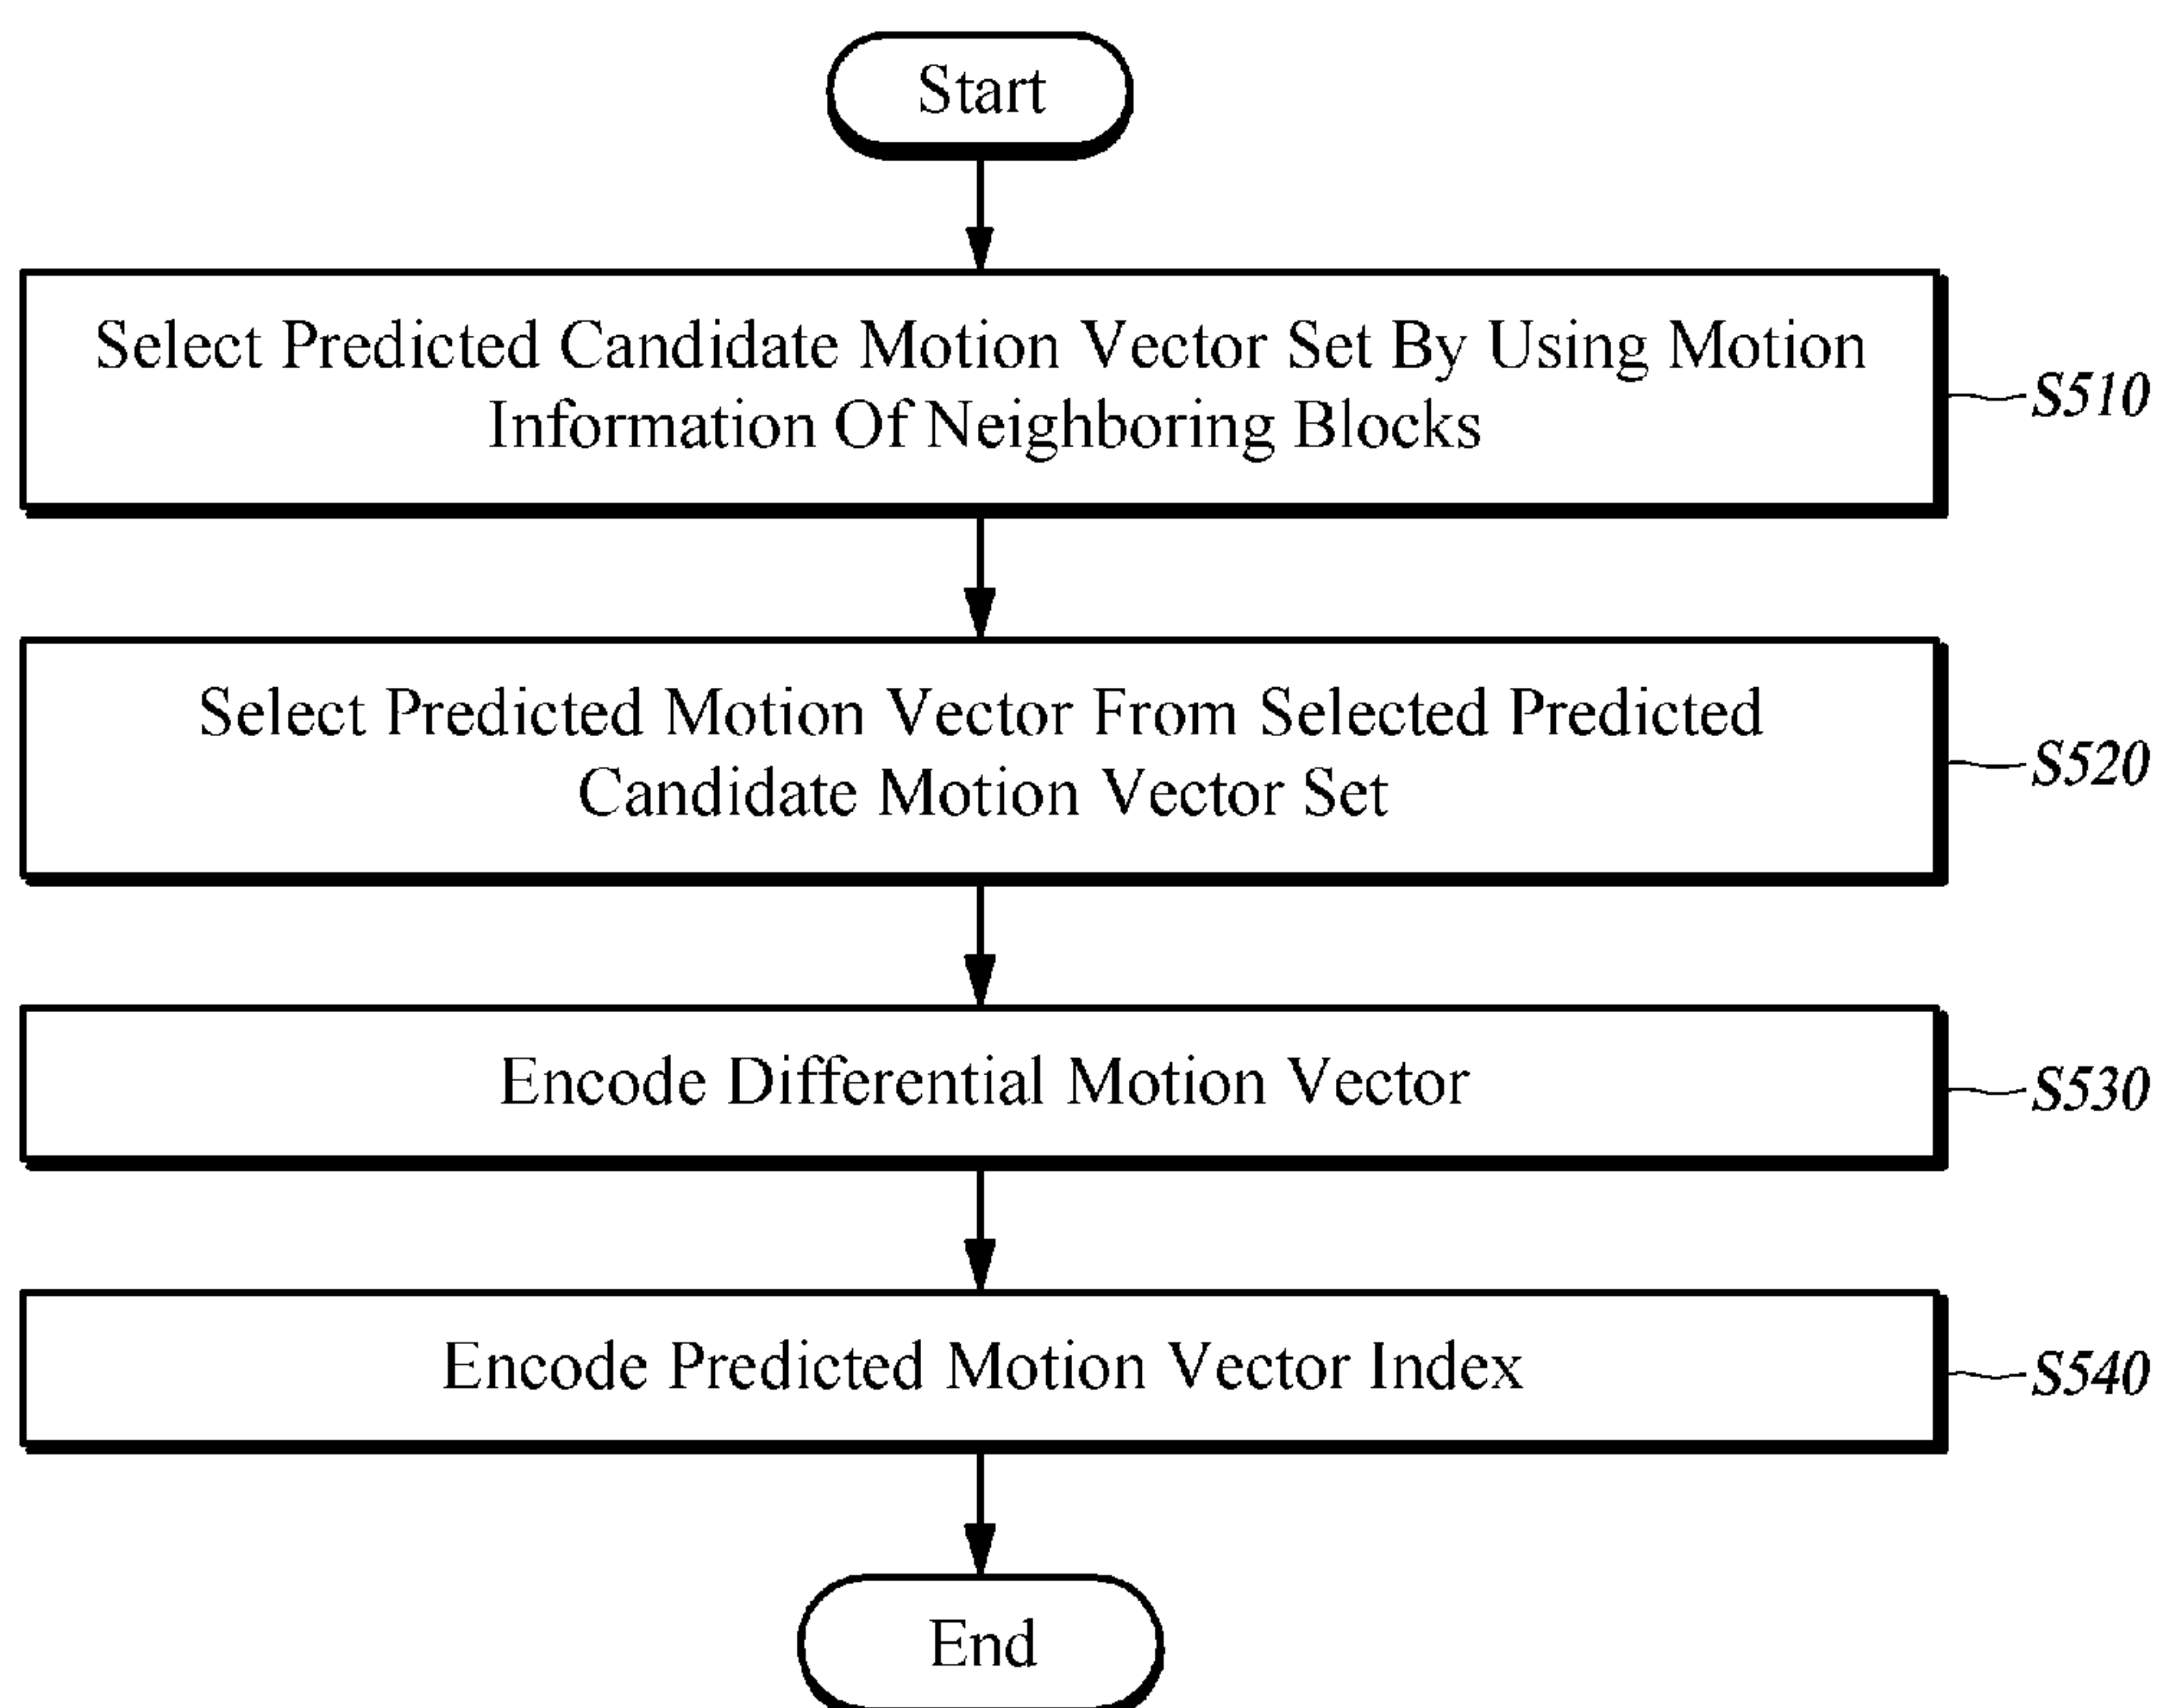 Start
Select Predicted Candidate Motion Vector Set By Using Motion
Information Of Neighboring Blocks
S510
Select Predicted Motion Vector From Selected Predicted
Candidate Motion Vector Set
S520
Encode Differential Motion Vector
S530
Encode Predicted Motion Vector Index
S540
End